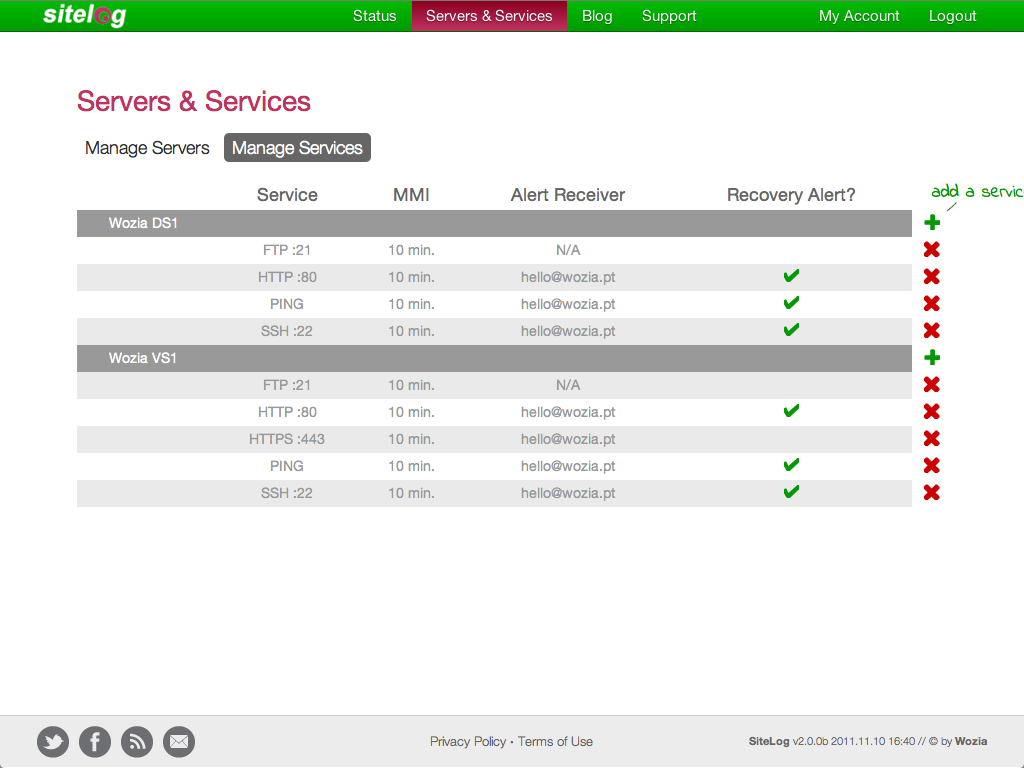 sitelog Status Servers & Services Blog Support My Account Logout
Servers & Services
Manage Servers Manage Services
Service MMI Alert Receiver Recovery Alert? add a servic
Wozia DS1
FTP :21 10 min. N/A
HTTP :80 10 min. hello@wozia.pt
PING 10 min. hello@wozia.pt
SSH :22 10 min. hello@wozia.pt
Wozia VS1
FTP :21 10 min. N/A
HTTP :80 10 min. hello@wozia.pt
HTTPS :443 10 min. hello@wozia.pt
PING 10 min. hello@wozia.pt
SSH :22 10 min. hello@wozia.pt
Privacy Policy · Terms of Use SiteLog v2.0.0b 2011.11.10 16:40 // © by Wozia